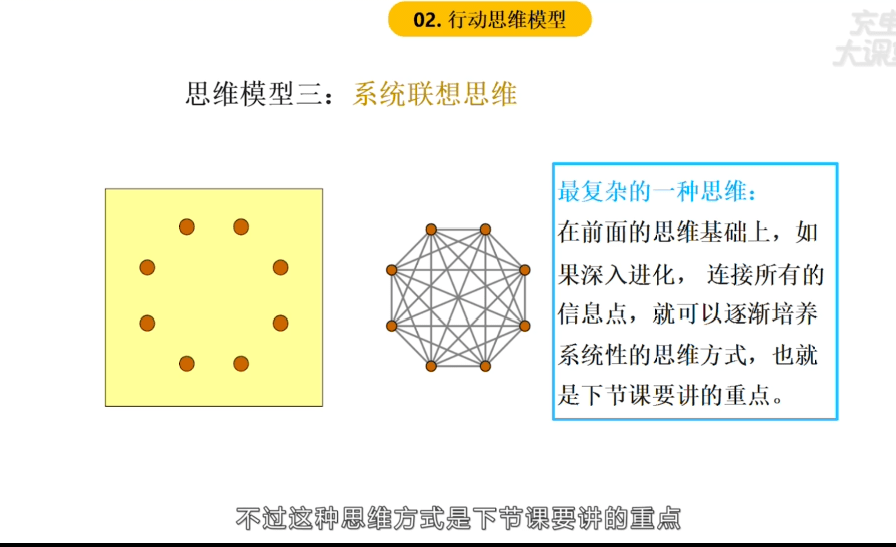 02. 行动思维模型
充电
大课
思维模型三：系统联想思维
最复杂的一种思维：
在前面的思维基础上，如
果深入进化， 连接所有的
信息点，就可以逐渐培养
系统性的思维方式，也就
是下节课要讲的重点。
不过这种思维方式是下节课要讲的重点